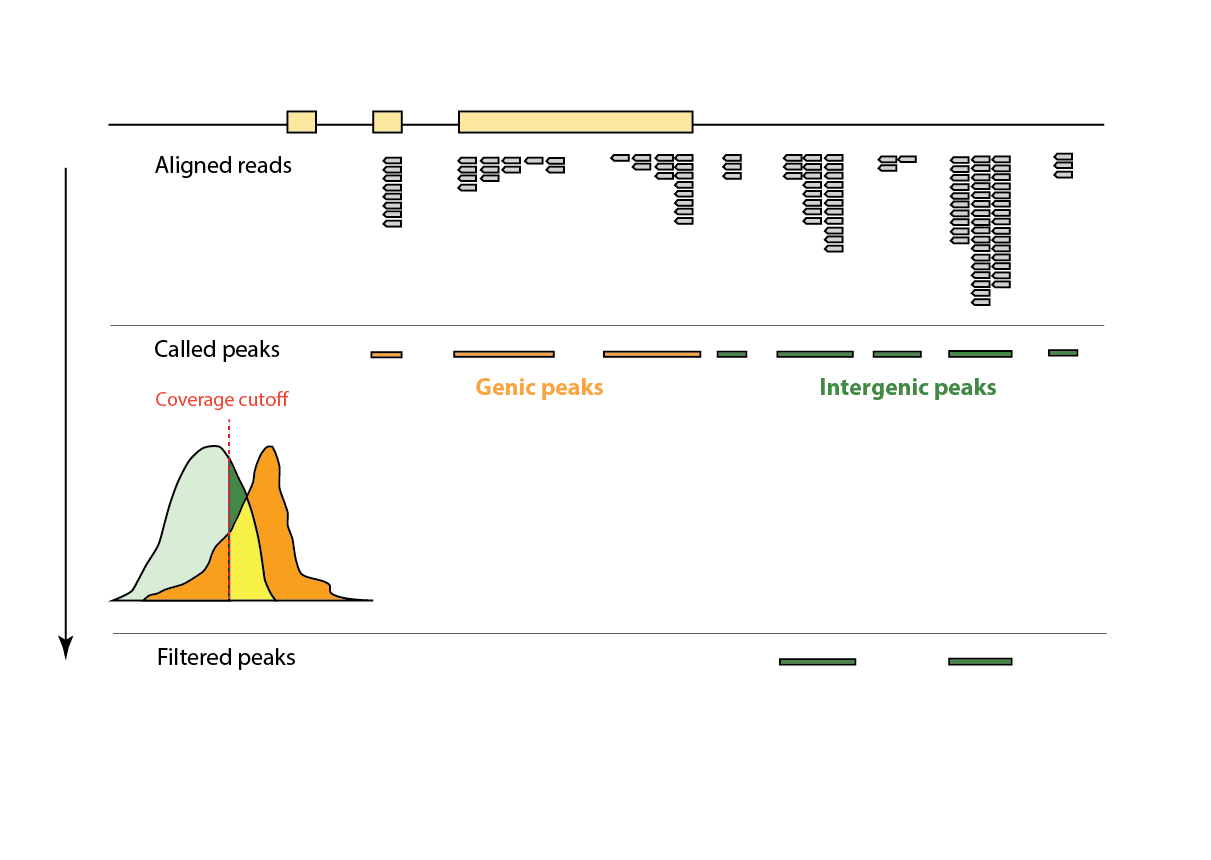 Aligned reads
Called peaks
Genic peaks
Intergenic peaks
Coverage cutoff
Filtered peaks